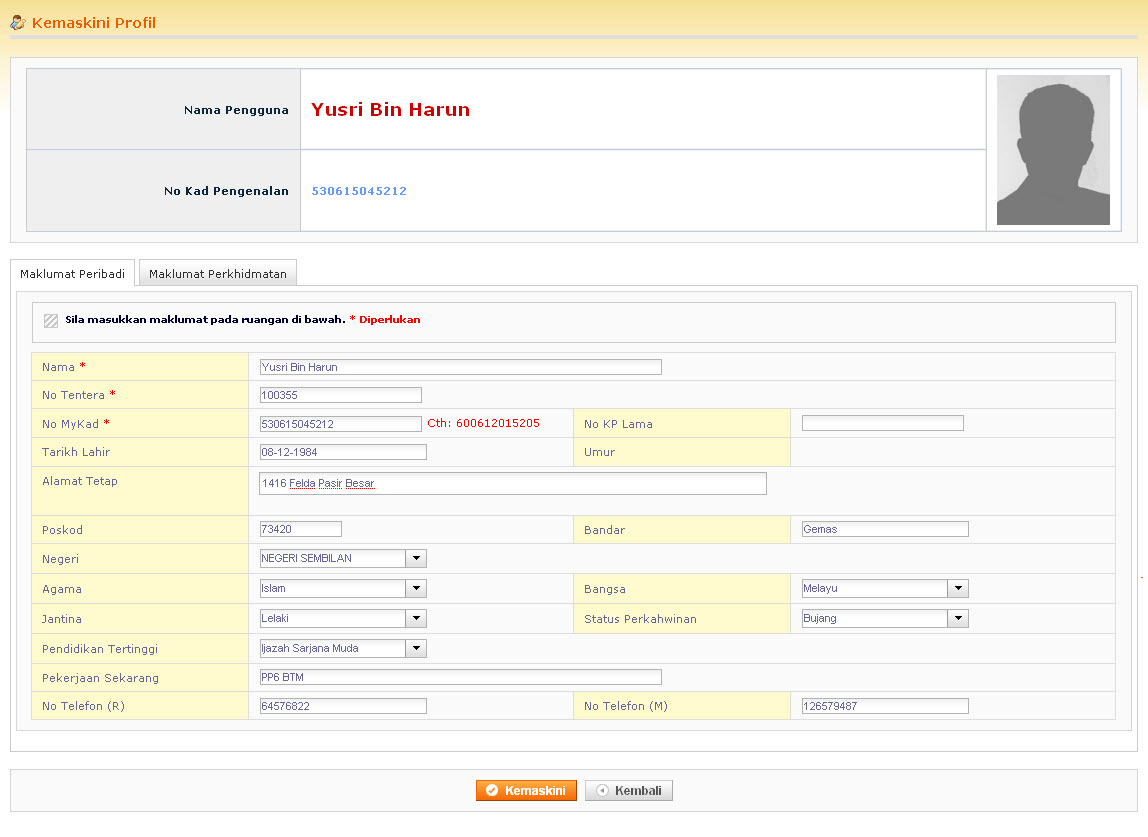 Kemaskini Profil
Nama Pengguna Yusri Bin Harun
No Kad Pengenalan 530615045212
Maklumat Peribadi Maklumat Perkhidmatan
Sila masukkan maklumat pada ruangan di bawah. * Diperlukan
Nama * Yusri Bin Harun
No Tentera * 100355
No MyKad * 530615045212 Cth: 600612015205 No KP Lama
Tarikh Lahir 08-12-1984 Umur
Alamat Tetap 1416 Felda Pasir Besar
Poskod 73420 Bandar Gemas
Negeri NEGERI SEMBILAN
Agama Islam Bangsa Melayu
Jantina Lelaki Status Perkahwinan Bujang
Pendidikan Tertinggi Ijazah Sarjana Muda
Pekerjaan Sekarang PP6 BTM
No Telefon (R) 64576822 No Telefon (M) 126579487
Kemaskini Kembali